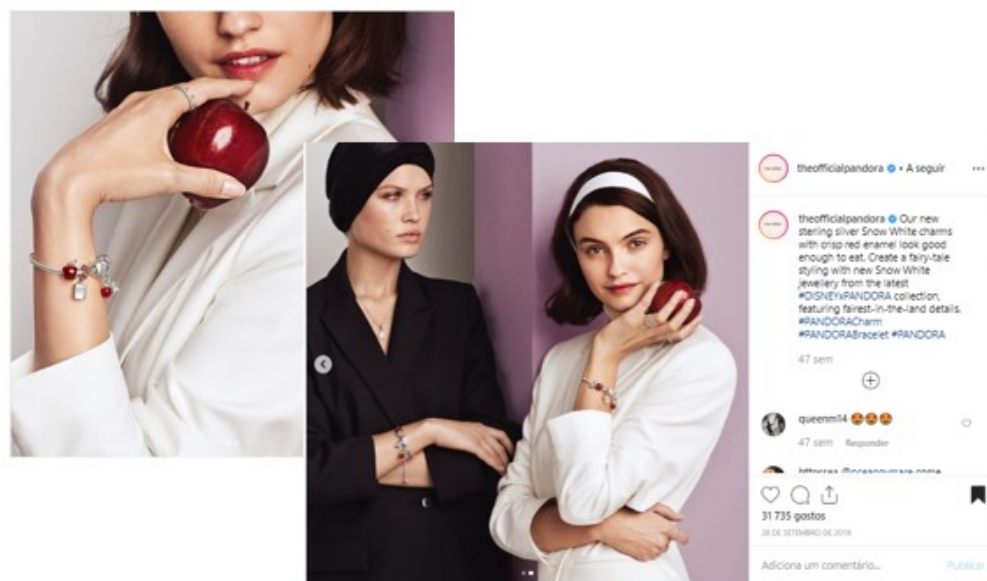 theofficialpandora • A seguir
theofficialpandora Our new
sterling silver Snow White charms
with crisp red enamel look good
enough to eat. Create a fairy-tale
styling with new Snow White
jewellery from the latest
#DISNEYxPANDORA collection,
featuring fairest-in-the-land details.
#PANDORACharm
#PANDORABracelet #PANDORA
47 sem
queenm14 😍😍😍
47 sem Responder
31 735 gostos
28 DE SETEMBRO DE 2018
Adiciona um comentário... Publicar